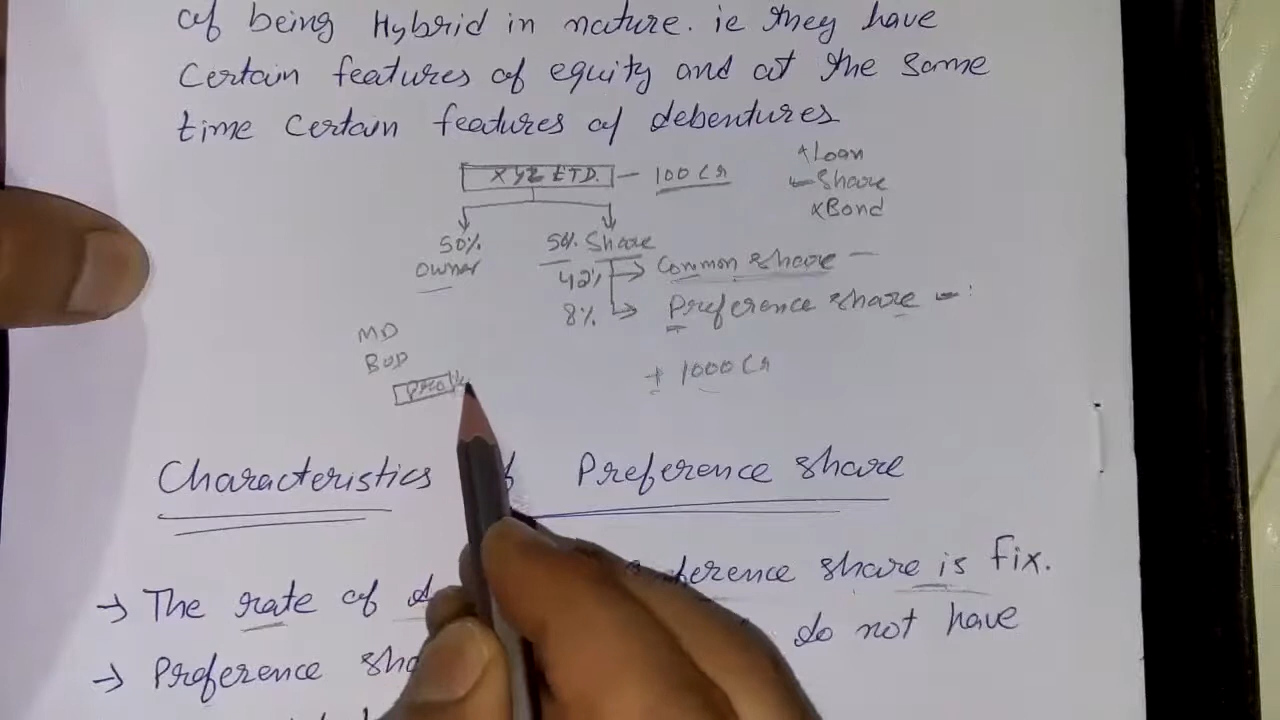 of being Hybrid in nature. ie they have
certain features of equity and at the same
time certain features of debentures
XYZ LTD. — 100 Cr
Loan
Share
x Bond
50% Owner
50% Share
42% → Common share —
8% → Preference share
MD
BOD
+ 1000 Cr
Characteristics Preference share
→ The rate of share is fix.
→ Preference do not have